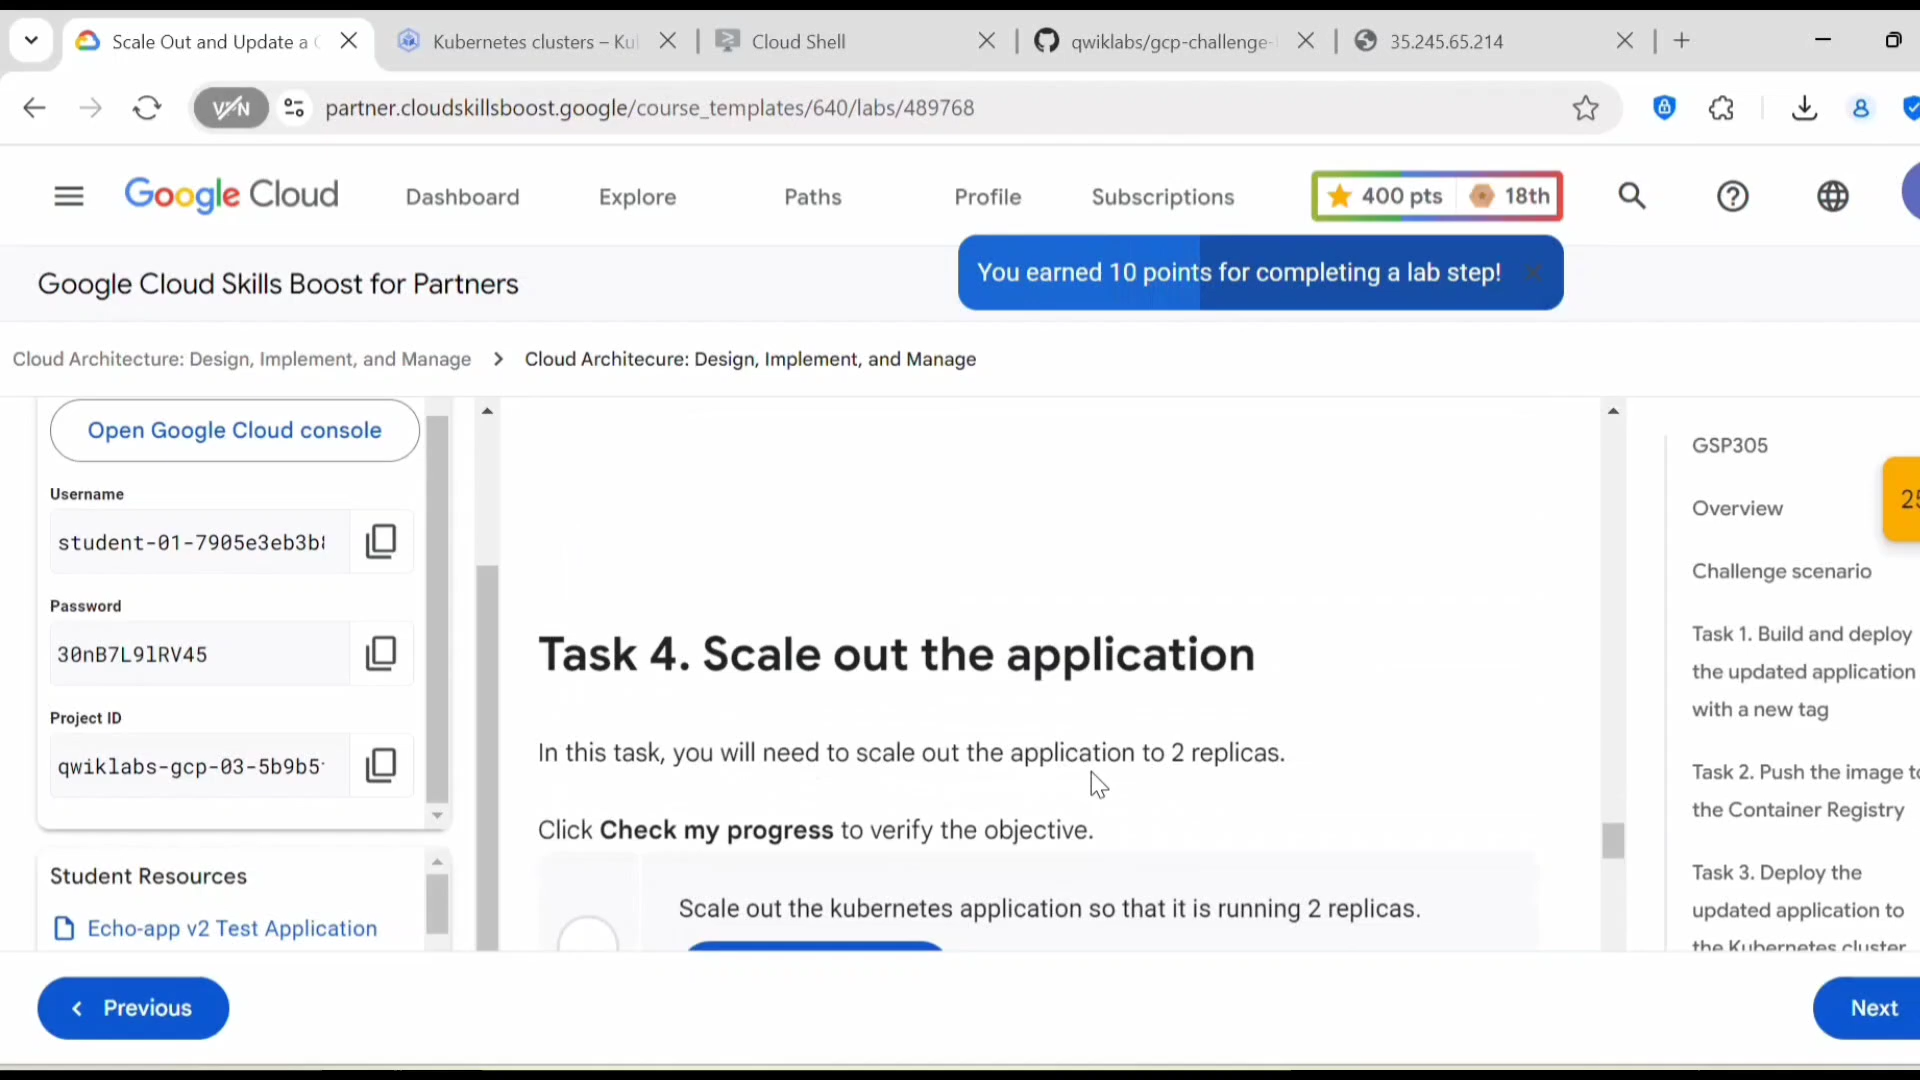 Scale Out and Update a
Kubernetes clusters – Ku
Cloud Shell
qwiklabs/gcp-challenge-
35.245.65.214
VPN
partner.cloudskillsboost.google/course_templates/640/labs/489768
Google Cloud
Dashboard
Explore
Paths
Profile
Subscriptions
400 pts
18th
You earned 10 points for completing a lab step!
Google Cloud Skills Boost for Partners
Cloud Architecture: Design, Implement, and Manage
Cloud Architecure: Design, Implement, and Manage
Open Google Cloud console
Username
student-01-7905e3eb3b
Password
30nB7L9lRV45
Project ID
qwiklabs-gcp-03-5b9b5
Student Resources
Echo-app v2 Test Application
Task 4. Scale out the application
In this task, you will need to scale out the application to 2 replicas.
Click Check my progress to verify the objective.
Scale out the kubernetes application so that it is running 2 replicas.
GSP305
Overview
Challenge scenario
Task 1. Build and deploy
the updated application
with a new tag
Task 2. Push the image to
the Container Registry
Task 3. Deploy the
updated application to
the Kubernetes cluster
25
Previous
Next